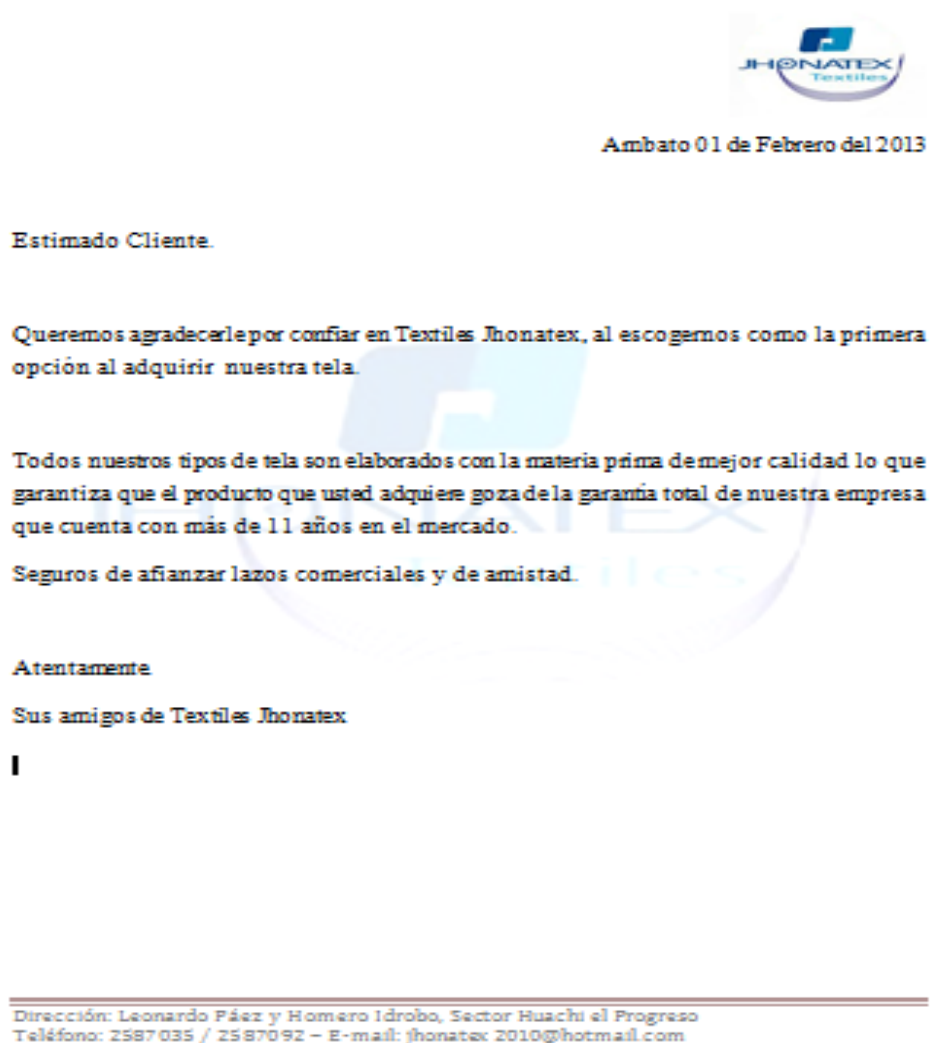 JHONATEX
Textiles
Ambato 01 de Febrero del 2013
Estimado Cliente.
Queremos agradecerle por confiar en Textiles Jhonatex, al escogernos como la primera
opción al adquirir nuestra tela.
Todos nuestros tipos de tela son elaborados con la materia prima de mejor calidad lo que
garantiza que el producto que usted adquiere goza de la garantía total de nuestra empresa
que cuenta con más de 11 años en el mercado.
Seguros de afianzar lazos comerciales y de amistad.
Atentamente
Sus amigos de Textiles Jhonatex
Dirección: Leonardo Páez y Homero Idrobo, Sector Huachi el Progreso
Teléfono: 2587035 / 2587092 – E-mail: jhonatex 2010@hotmail.com